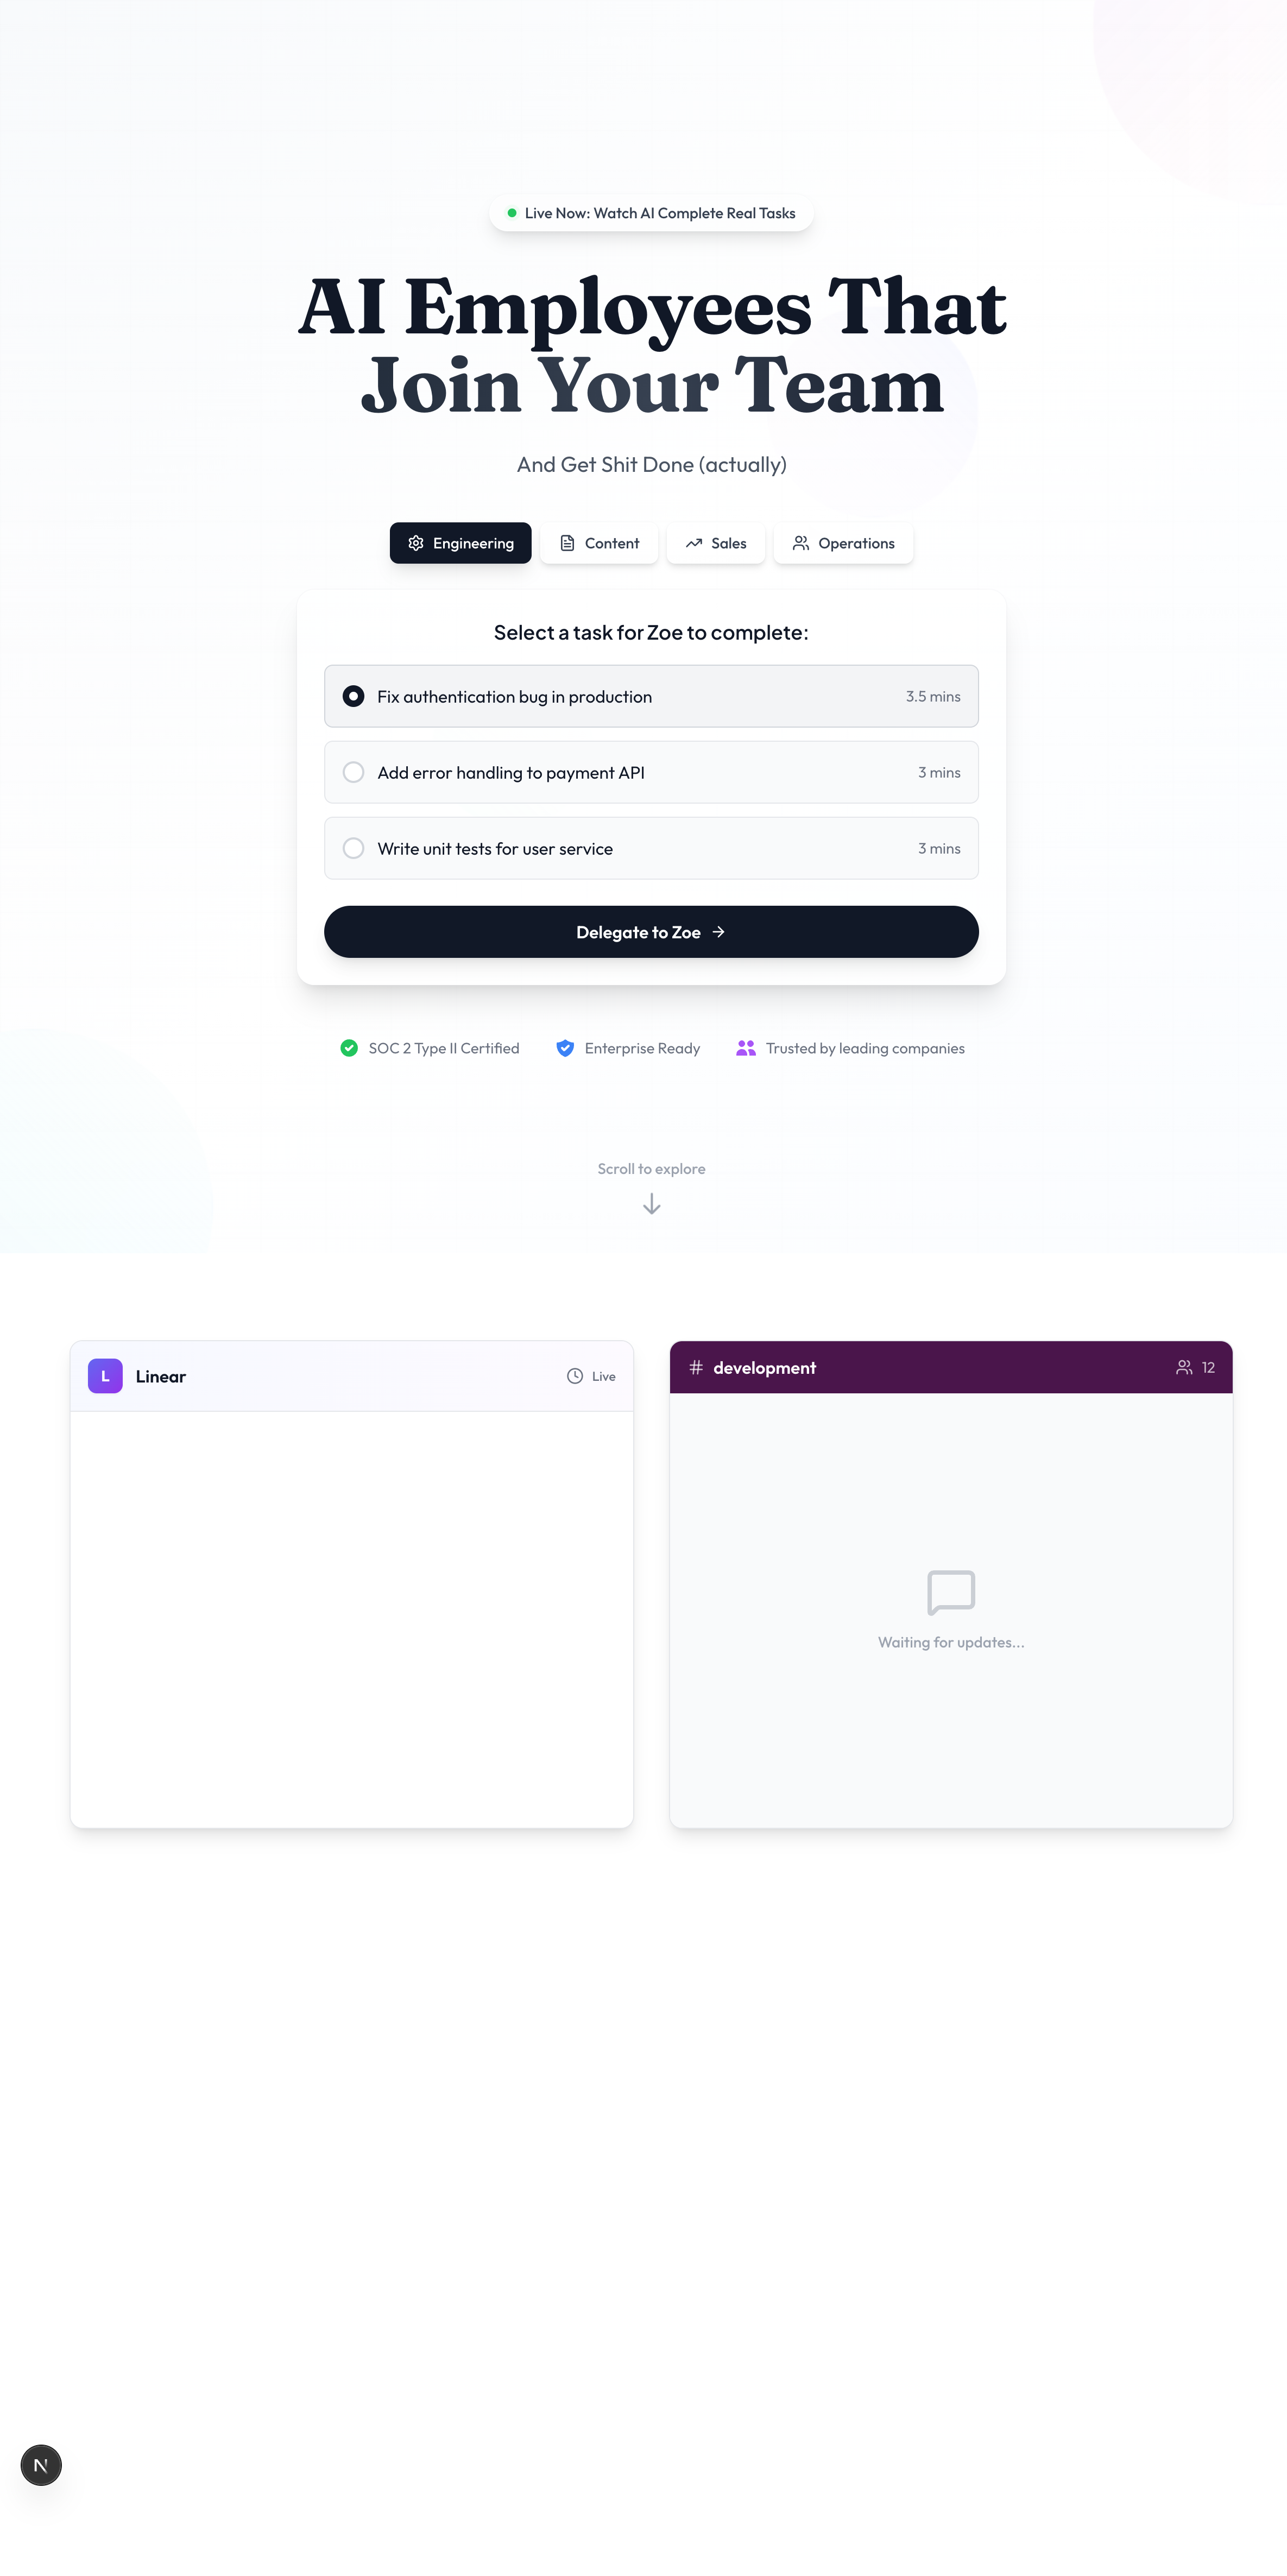 Live Now: Watch AI Complete Real Tasks
AI Employees That
Join Your Team
And Get Shit Done (actually)
Engineering
Content
Sales
Operations
Select a task for Zoe to complete:
Fix authentication bug in production
3.5 mins
Add error handling to payment API
3 mins
Write unit tests for user service
3 mins
Delegate to Zoe →
SOC 2 Type II Certified
Enterprise Ready
Trusted by leading companies
Scroll to explore
L
Linear
Live
# development
12
Waiting for updates...
N